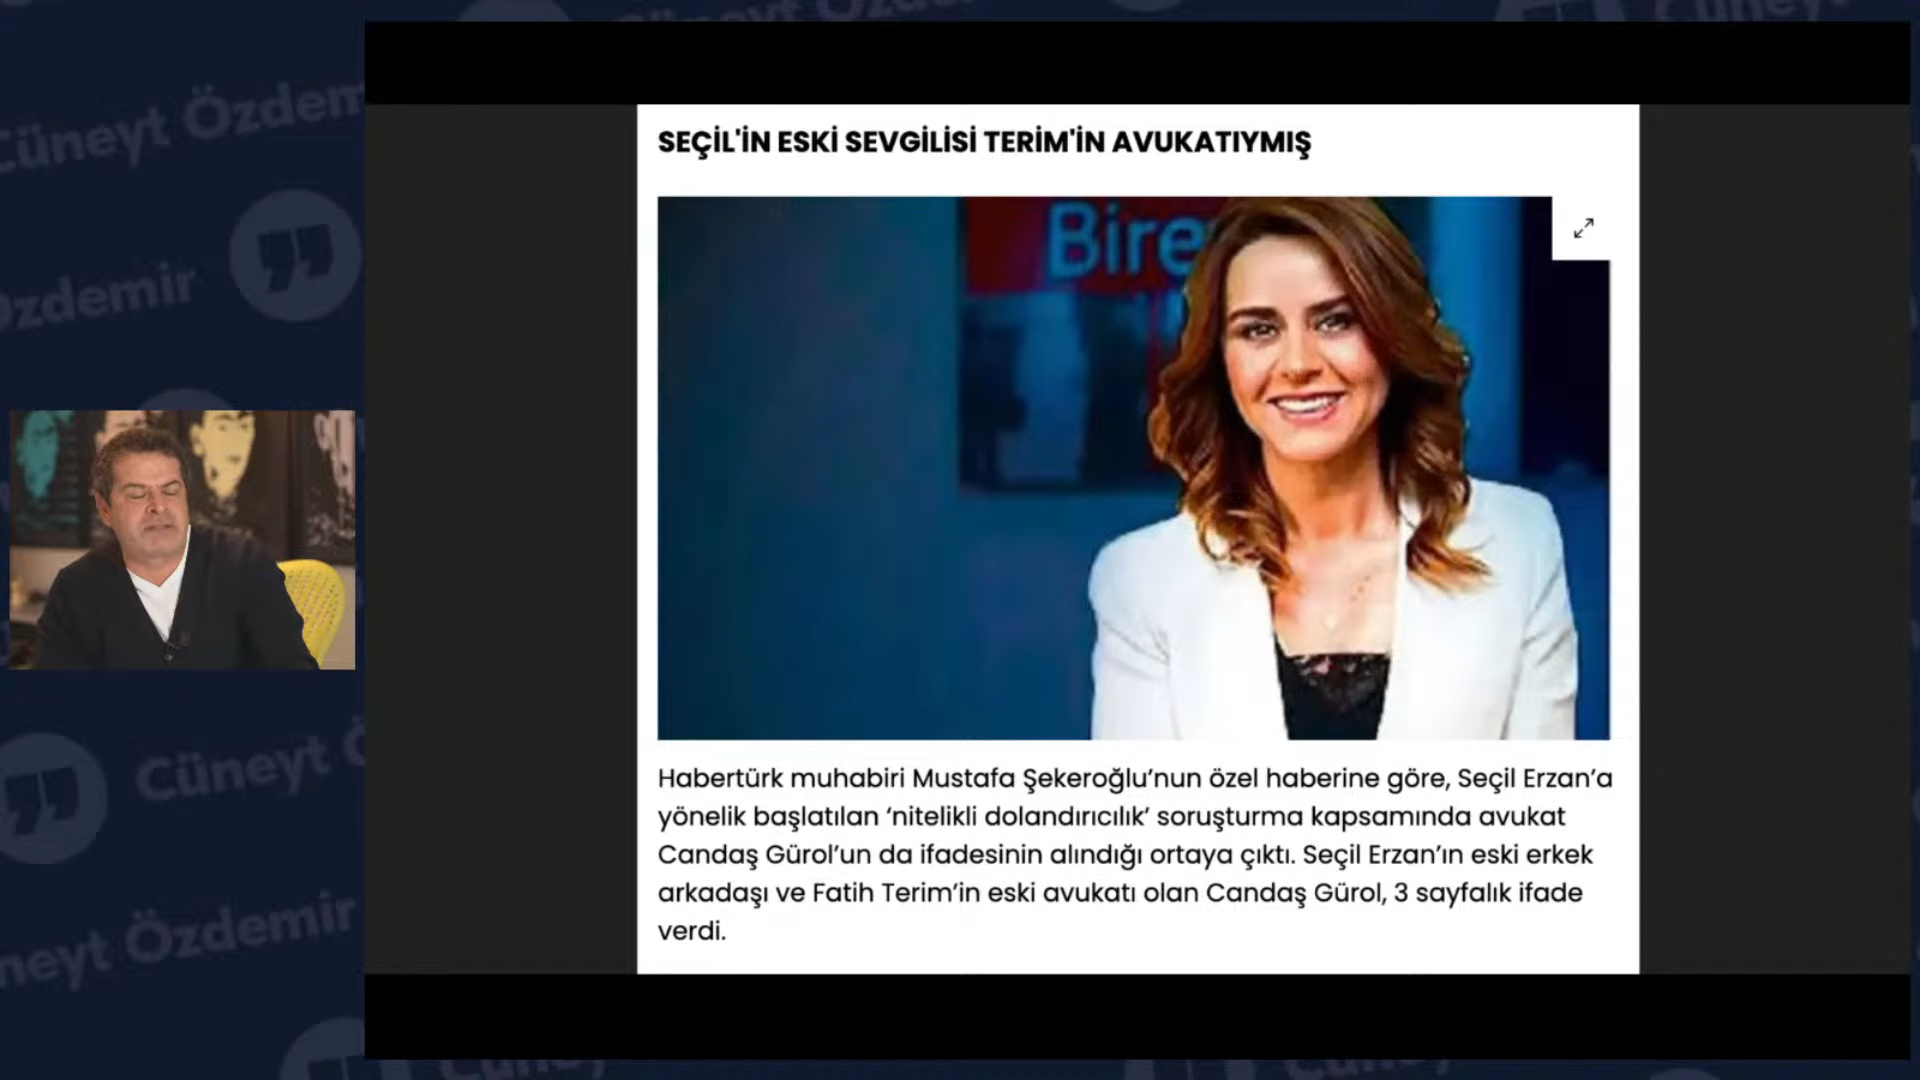 Cüneyt Özdemir
SEÇİL'İN ESKİ SEVGİLİSİ TERİM'İN AVUKATIYMIŞ
Cüneyt Özdem
Bire
Özdemir
Habertürk muhabiri Mustafa Şekeroğlu’nun özel haberine göre, Seçil Erzan’a
yönelik başlatılan ‘nitelikli dolandırıcılık’ soruşturma kapsamında avukat
Candaş Gürol’un da ifadesinin alındığı ortaya çıktı. Seçil Erzan’ın eski erkek
arkadaşı ve Fatih Terim’in eski avukatı olan Candaş Gürol, 3 sayfalık ifade
verdi.
Cüneyt Ö
neyt Özdemir